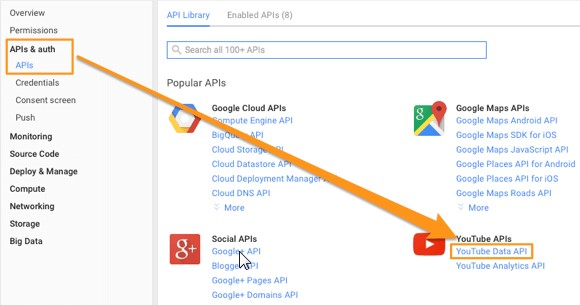 Overview
Permissions
APIs & auth
APIs
Credentials
Consent screen
Push
Monitoring
Source Code
Deploy & Manage
Compute
Networking
Storage
Big Data
API Library
Enabled APIs (8)
Search all 100+ APIs
Popular APIs
Google Cloud APIs
Compute Engine API
BigQuery API
Cloud Storage API
Cloud Datastore API
Cloud Deployment Manager
Cloud DNS API
More
Google Maps APIs
Google Maps Android API
Google Maps SDK for iOS
Google Maps JavaScript API
Google Places API for Android
Google Places API for iOS
Google Maps Roads API
More
g+
Social APIs
Google+ API
Blogger API
Google+ Pages API
Google+ Domains API
YouTube APIs
YouTube Data API
YouTube Analytics API